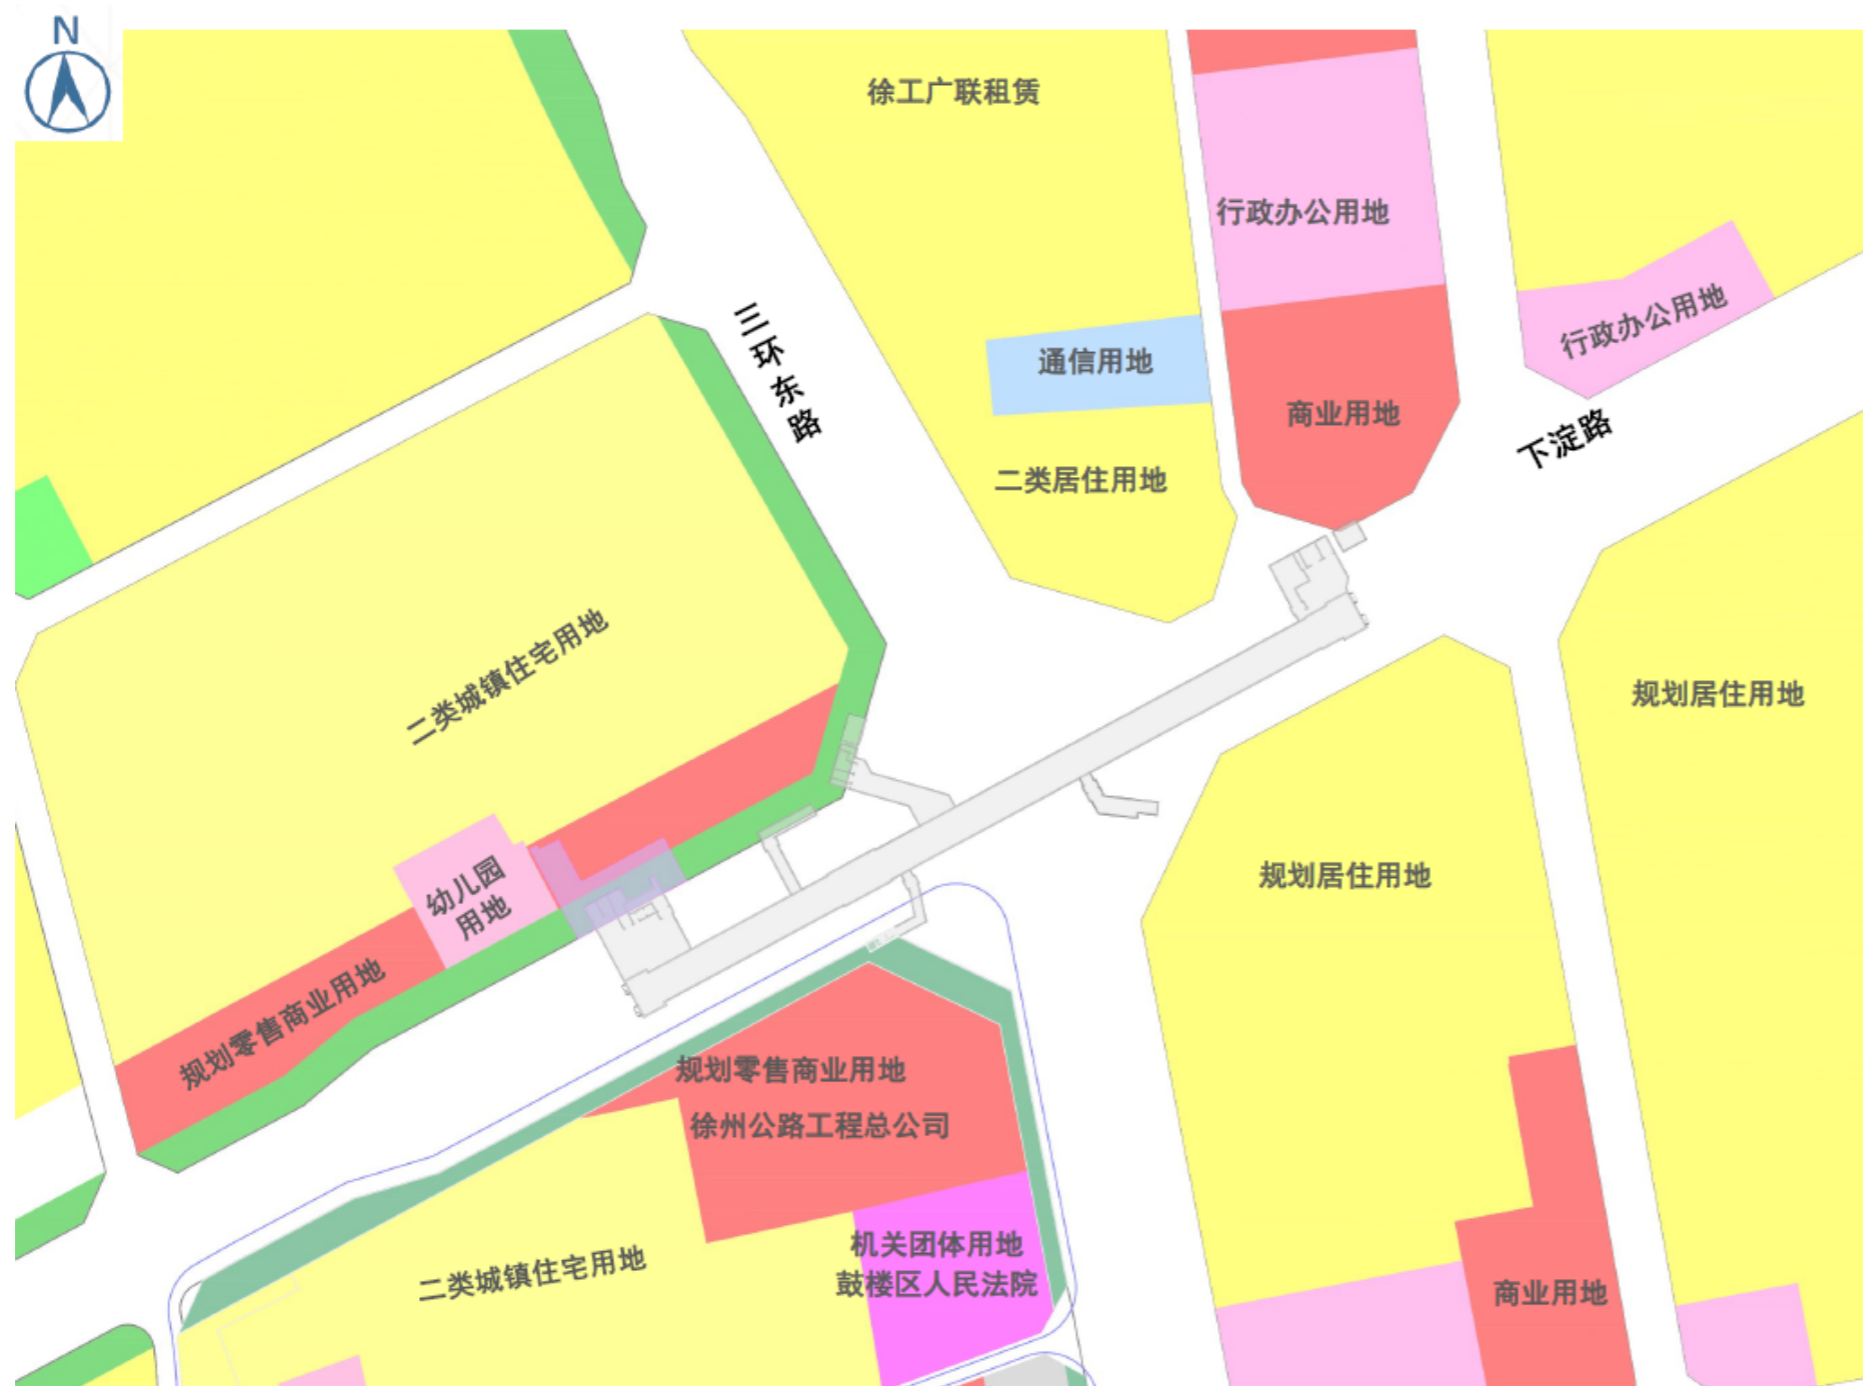 N
徐工广联租赁
行政办公用地
三环东路
行政办公用地
通信用地
商业用地
下淀路
二类居住用地
二类城镇住宅用地
规划居住用地
规划居住用地
幼儿园
用地
规划零售商业用地
规划零售商业用地
徐州公路工程总公司
机关团体用地
鼓楼区人民法院
二类城镇住宅用地
商业用地